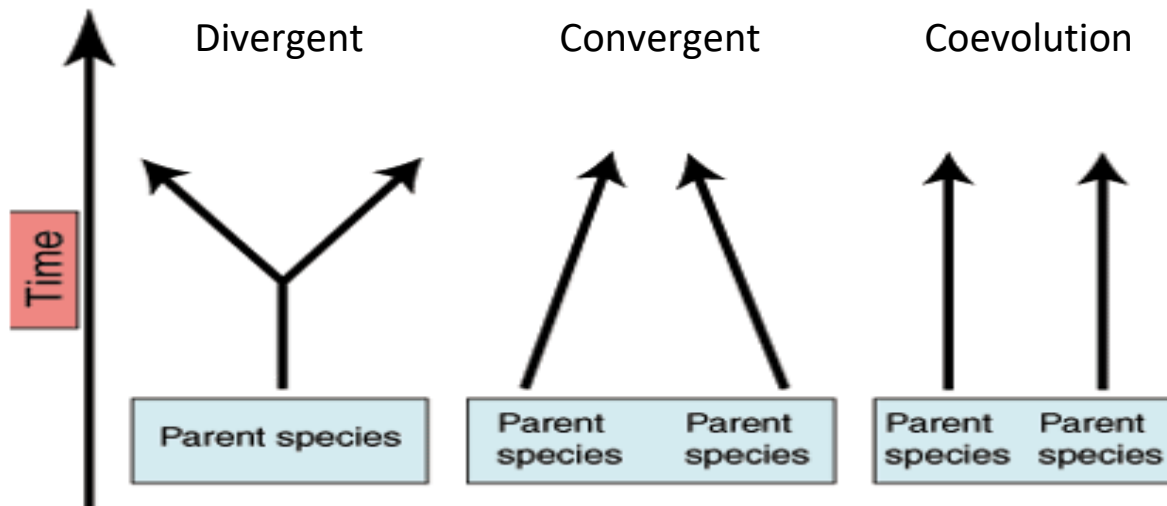 Divergent
Convergent
Coevolution
Time
Parent species
Parent
species
Parent
species
Parent
species
Parent
species